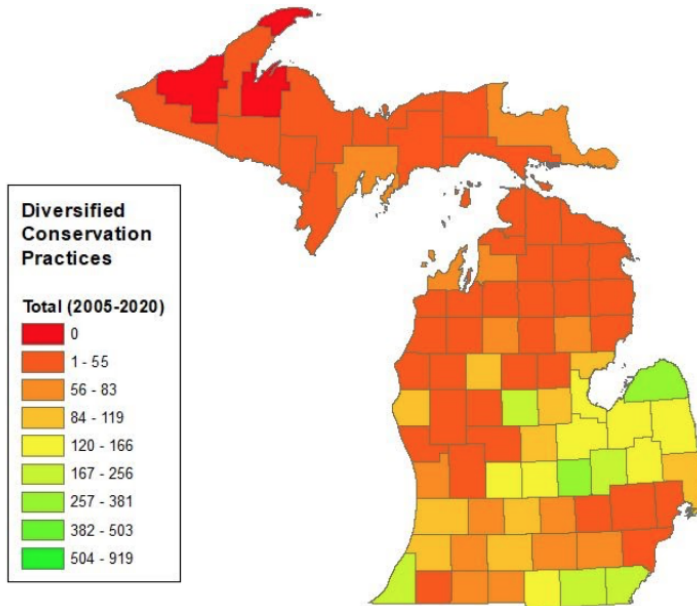 Diversified
Conservation
Practices
Total (2005-2020)
0
1 - 55
56 - 83
84 - 119
120 - 166
167 - 256
257 - 381
382 - 503
504 - 919